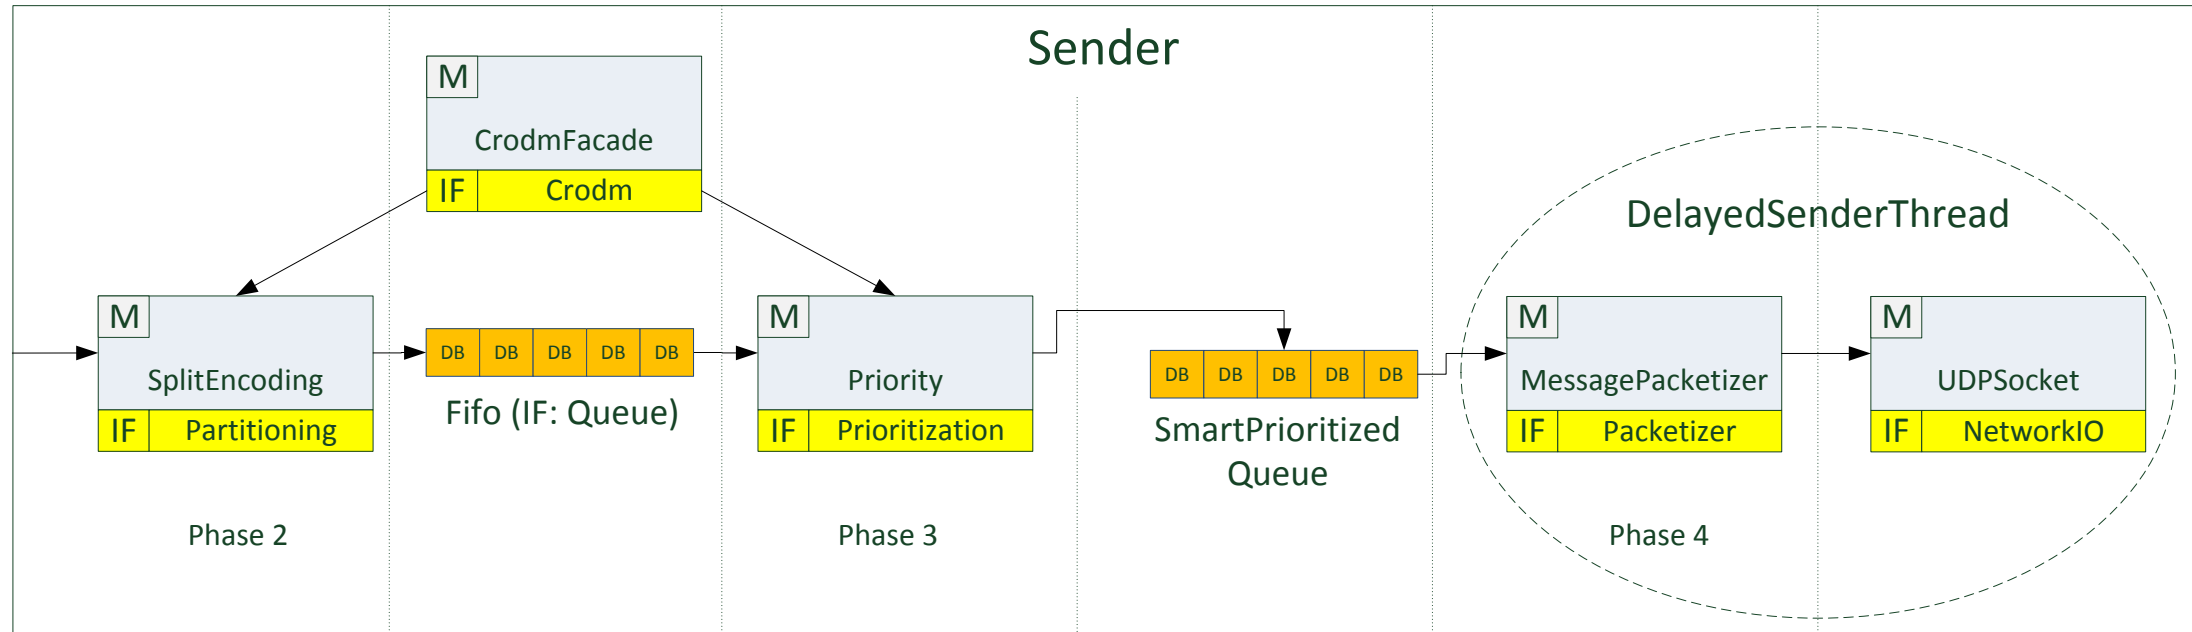 Sender
M
CrodmFacade
IF Crodm
DelayedSenderThread
M
SplitEncoding
IF Partitioning
DB DB DB DB DB
Fifo (IF: Queue)
M
Priority
IF Prioritization
DB DB DB DB DB
SmartPrioritized
Queue
M
MessagePacketizer
IF Packetizer
M
UDPSocket
IF NetworkIO
Phase 2
Phase 3
Phase 4